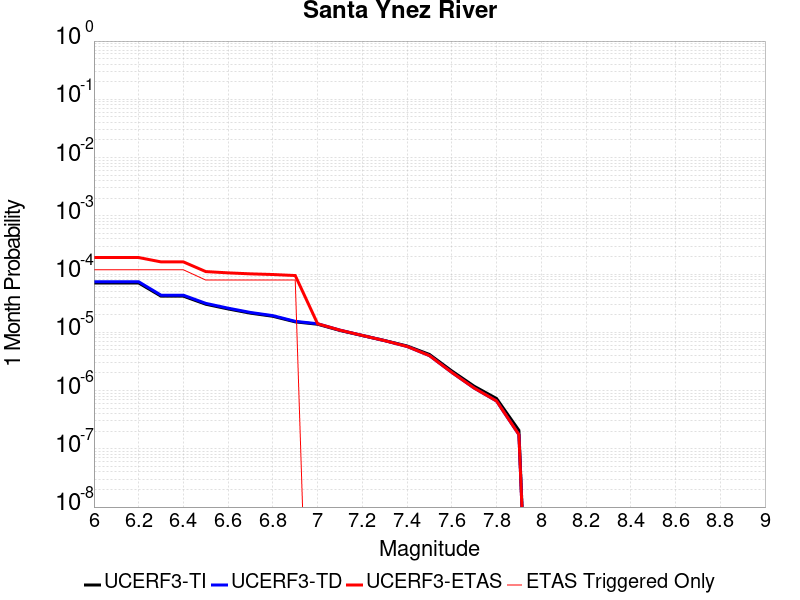 Santa Ynez River
1 Month Probability
10^0
10^-1
10^-2
10^-3
10^-4
10^-5
10^-6
10^-7
10^-8
6 6.2 6.4 6.6 6.8 7 7.2 7.4 7.6 7.8 8 8.2 8.4 8.6 8.8 9
Magnitude
UCERF3-TI UCERF3-TD UCERF3-ETAS ETAS Triggered Only